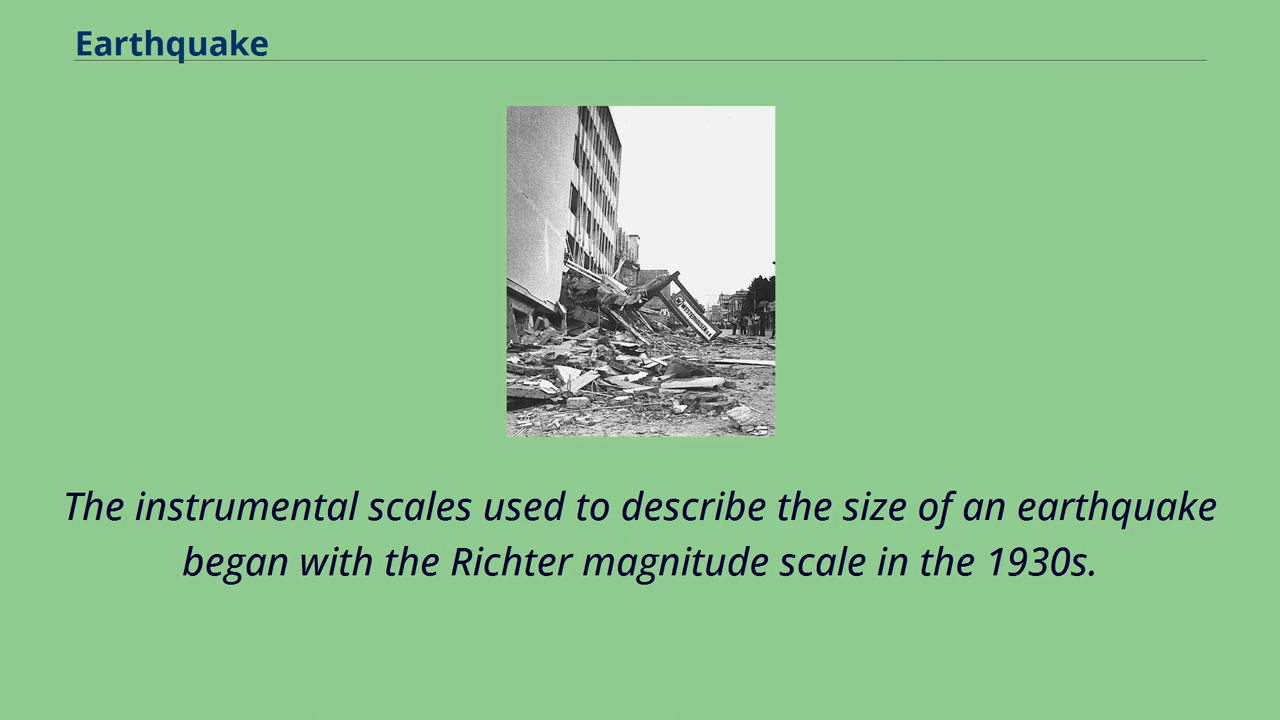 Earthquake
The instrumental scales used to describe the size of an earthquake
began with the Richter magnitude scale in the 1930s.